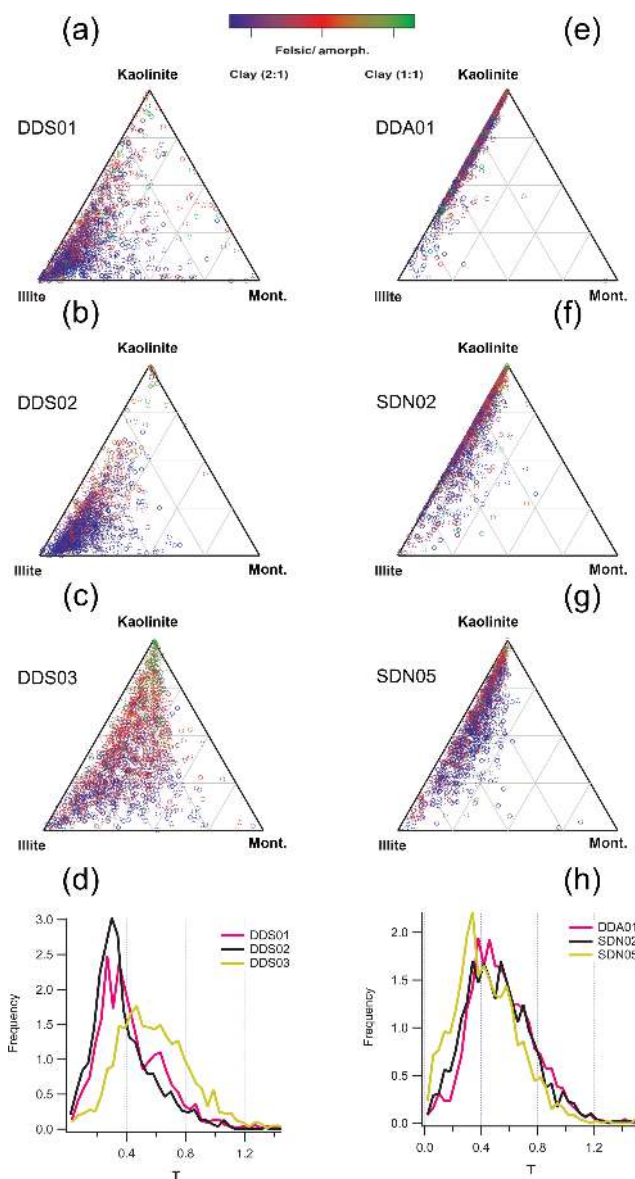 (a)
(e)
Felsic/ amorph.
Clay (2:1)
Clay (1:1)
Kaolinite
DDS01
Illite
Mont.
Kaolinite
DDA01
Illite
Mont.
(b)
(f)
Kaolinite
DDS02
Illite
Mont.
Kaolinite
SDN02
Illite
Mont.
(c)
(g)
Kaolinite
DDS03
Illite
Mont.
Kaolinite
SDN05
Illite
Mont.
(d)
DDS01
DDS02
DDS03
Frequency
3.0
2.5
2.0
1.5
1.0
0.5
0.0
0.4
0.8
1.2
T
(h)
DDA01
SDN02
SDN05
Frequency
2.0
1.5
1.0
0.5
0.0
0.0
0.4
0.8
1.2
T